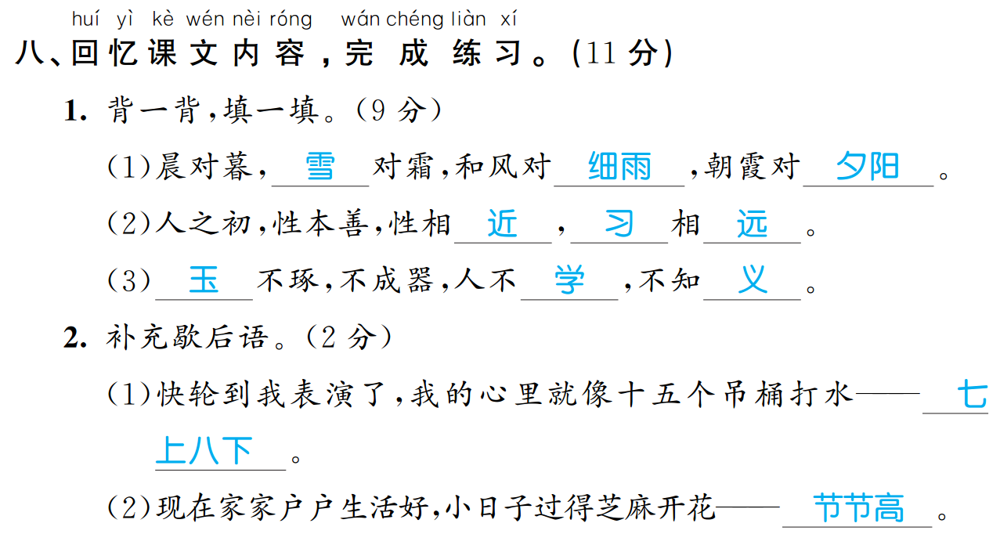 huí yì kè wén nèi róng wán chéng liàn xí
八、回忆课文内容,完成练习。(11 分)
1. 背一背,填一填。(9 分)
(1)晨对暮, 雪 对霜,和风对 细雨 ,朝霞对 夕阳 。
(2)人之初,性本善,性相 近 , 习 相 远 。
(3) 玉 不琢,不成器,人不 学 ,不知 义 。
2. 补充歇后语。(2 分)
(1)快轮到我表演了,我的心里就像十五个吊桶打水—— 七
上八下 。
(2)现在家家户户生活好,小日子过得芝麻开花—— 节节高 。